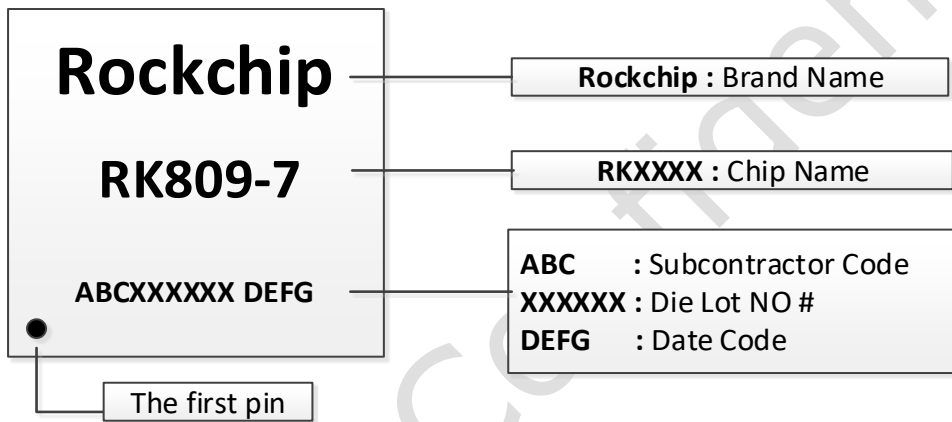 Rockchip
Rockchip : Brand Name
RK809-7
RKXXXX : Chip Name
ABCXXXXXX DEFG
ABC : Subcontractor Code
XXXXXX : Die Lot NO #
DEFG : Date Code
The first pin